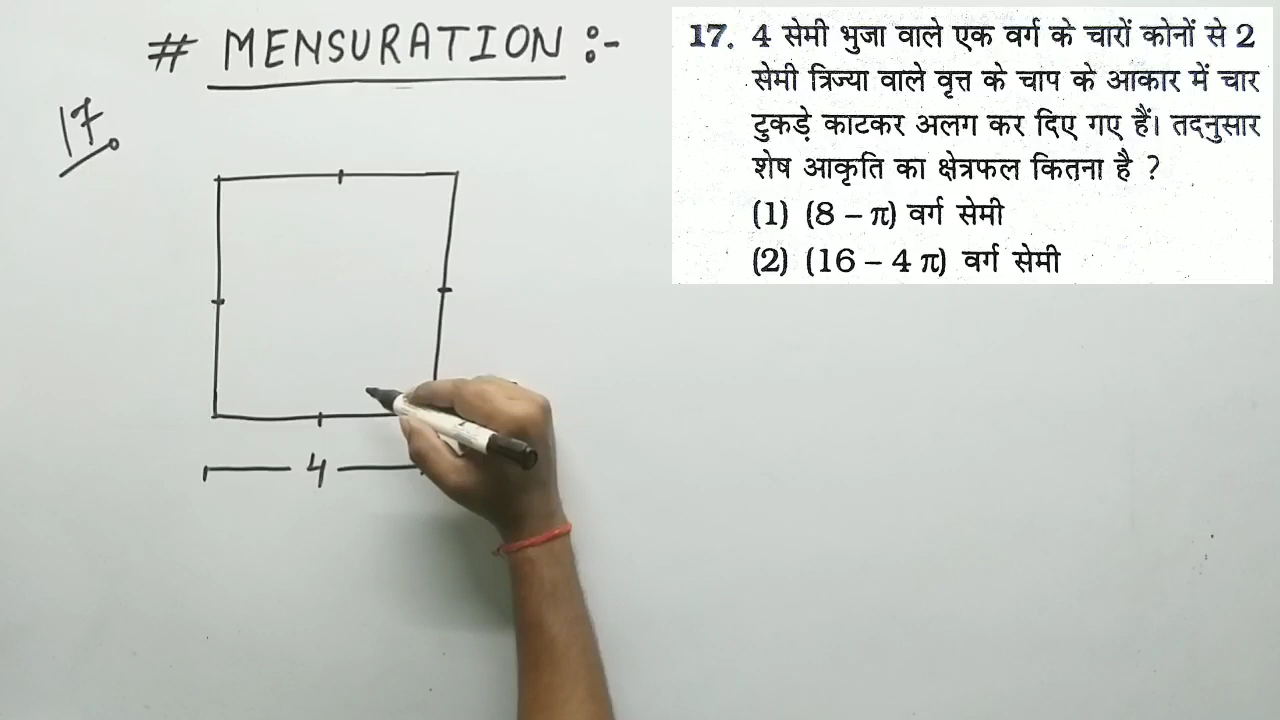 # MENSURATION :-
17.
4
17. 4 सेमी भुजा वाले एक वर्ग के चारों कोनों से 2
सेमी त्रिज्या वाले वृत्त के चाप के आकार में चार
टुकड़े काटकर अलग कर दिए गए हैं। तदनुसार
शेष आकृति का क्षेत्रफल कितना है ?
(1) (8 – π) वर्ग सेमी
(2) (16 – 4 π) वर्ग सेमी